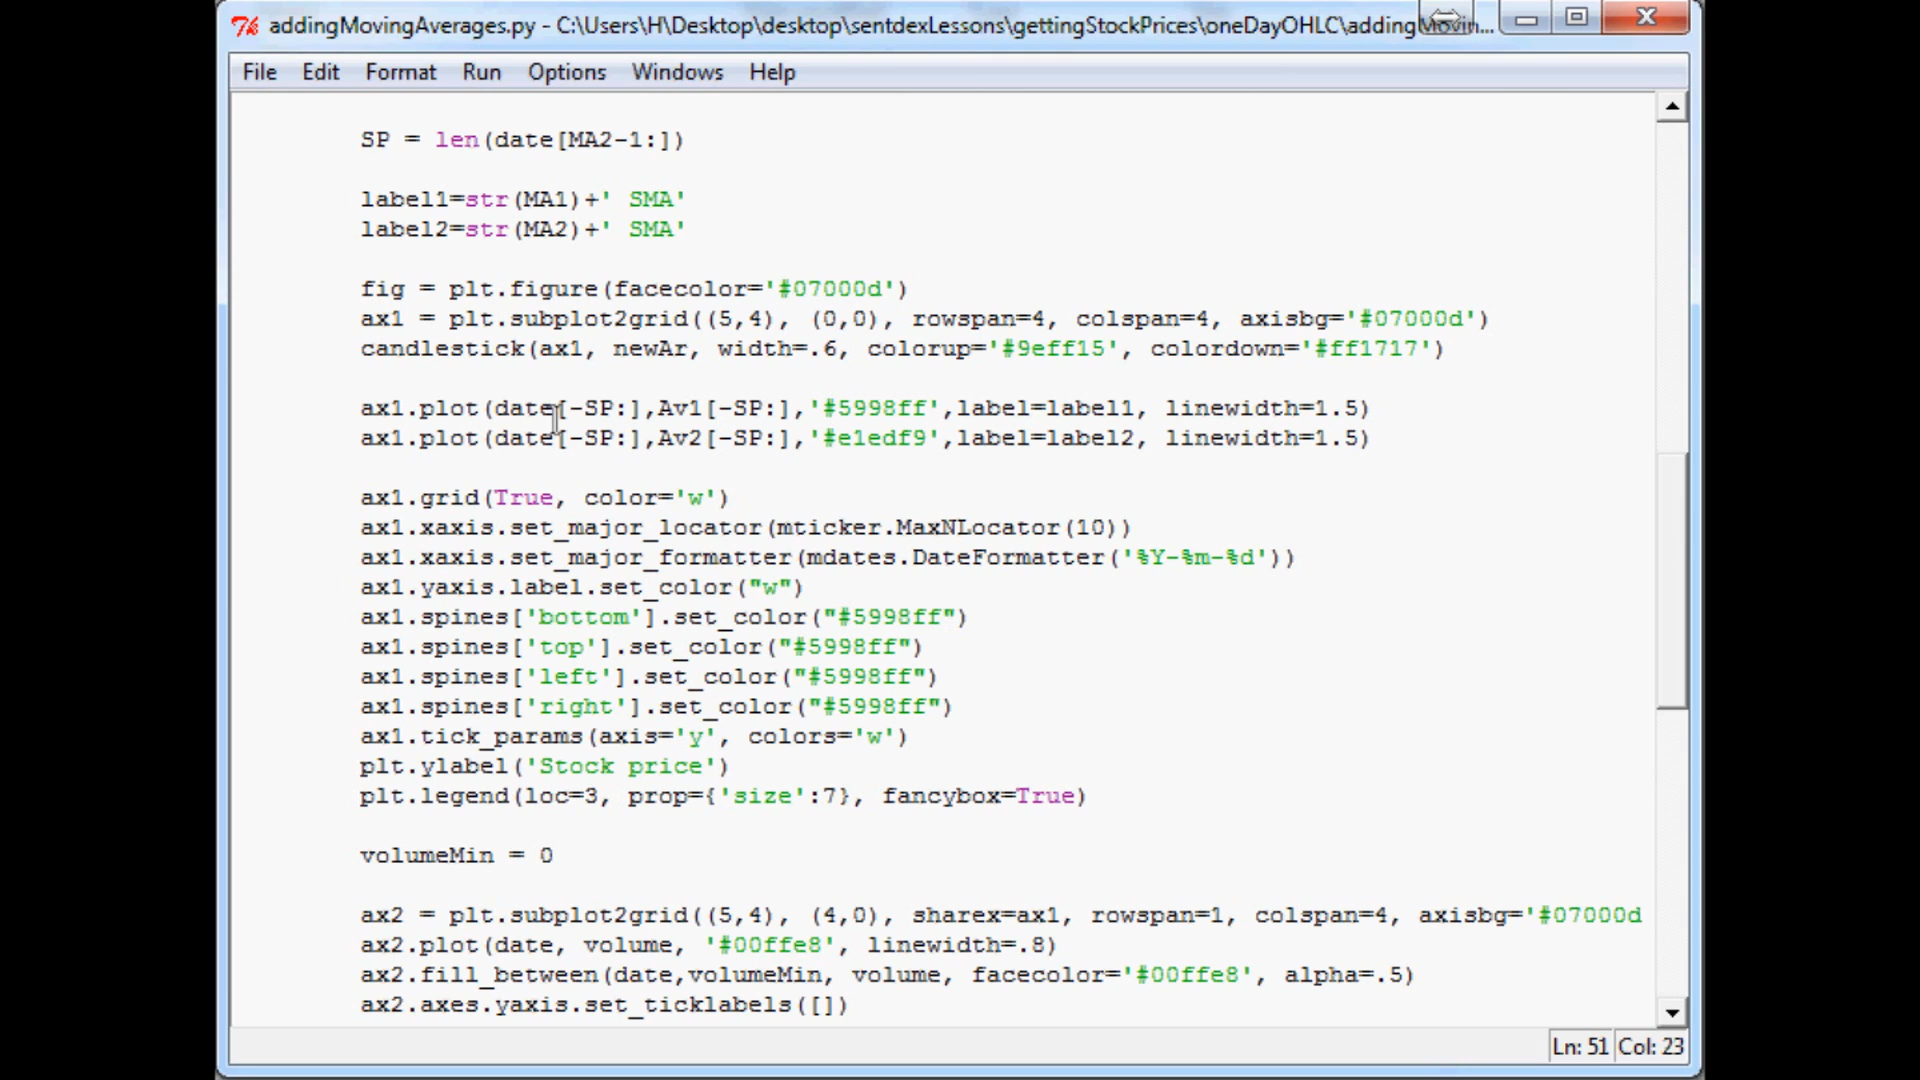 addingMovingAverages.py - C:\Users\H\Desktop\desktop\sentdexLessons\gettingStockPrices\oneDayOHLC\addingMovin...
File Edit Format Run Options Windows Help
SP = len(date[MA2-1:])
label1=str(MA1)+' SMA'
label2=str(MA2)+' SMA'
fig = plt.figure(facecolor='#07000d')
ax1 = plt.subplot2grid((5,4), (0,0), rowspan=4, colspan=4, axisbg='#07000d')
candlestick(ax1, newAr, width=.6, colorup='#9eff15', colordown='#ff1717')
ax1.plot(date[-SP:],Av1[-SP:],'#5998ff',label=label1, linewidth=1.5)
ax1.plot(date[-SP:],Av2[-SP:],'#e1edf9',label=label2, linewidth=1.5)
ax1.grid(True, color='w')
ax1.xaxis.set_major_locator(mticker.MaxNLocator(10))
ax1.xaxis.set_major_formatter(mdates.DateFormatter('%Y-%m-%d'))
ax1.yaxis.label.set_color("w")
ax1.spines['bottom'].set_color("#5998ff")
ax1.spines['top'].set_color("#5998ff")
ax1.spines['left'].set_color("#5998ff")
ax1.spines['right'].set_color("#5998ff")
ax1.tick_params(axis='y', colors='w')
plt.ylabel('Stock price')
plt.legend(loc=3, prop={'size':7}, fancybox=True)
volumeMin = 0
ax2 = plt.subplot2grid((5,4), (4,0), sharex=ax1, rowspan=1, colspan=4, axisbg='#07000d
ax2.plot(date, volume, '#00ffe8', linewidth=.8)
ax2.fill_between(date,volumeMin, volume, facecolor='#00ffe8', alpha=.5)
ax2.axes.yaxis.set_ticklabels([])
Ln: 51 Col: 23